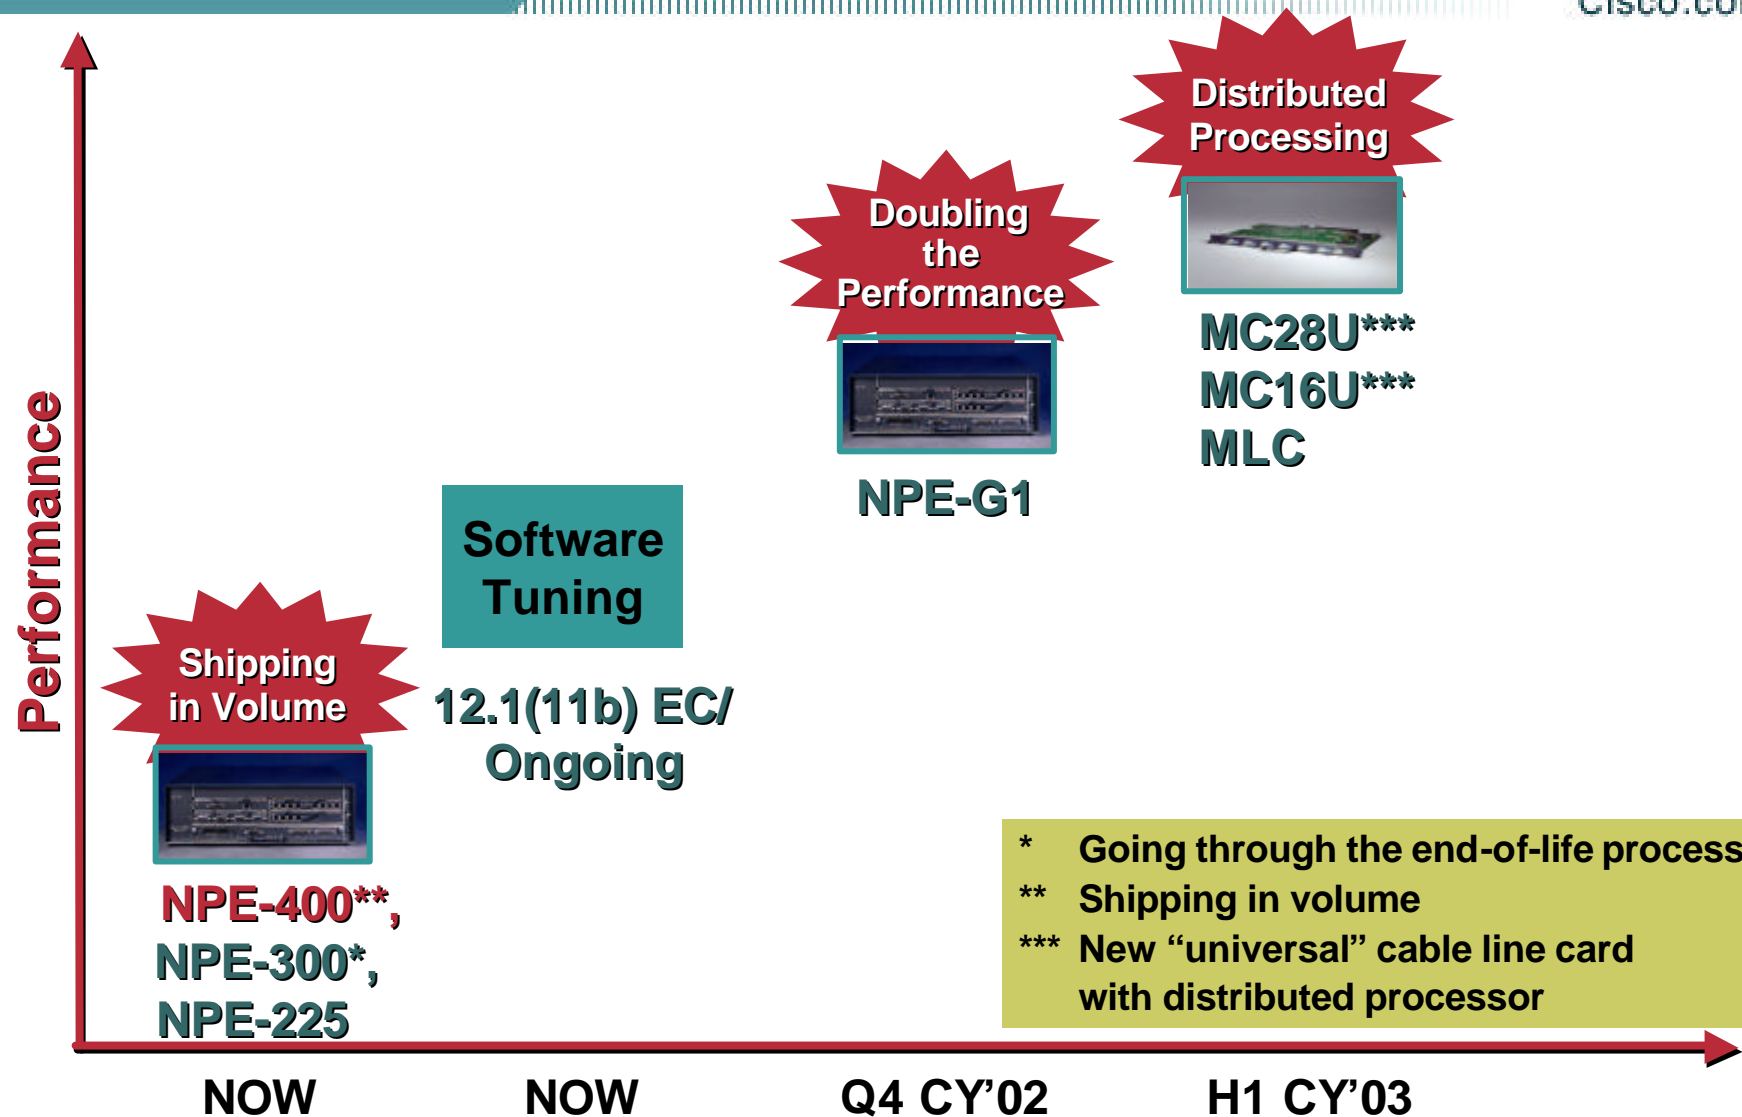 Cisco.com
Distributed
Processing
Doubling
the
Performance
MC28U***
MC16U***
MLC
NPE-G1
Performance
Software
Tuning
Shipping
in Volume
12.1(11b) EC/
Ongoing
NPE-400**,
NPE-300*,
NPE-225
* Going through the end-of-life process
** Shipping in volume
*** New “universal” cable line card
with distributed processor
NOW
NOW
Q4 CY’02
H1 CY’03